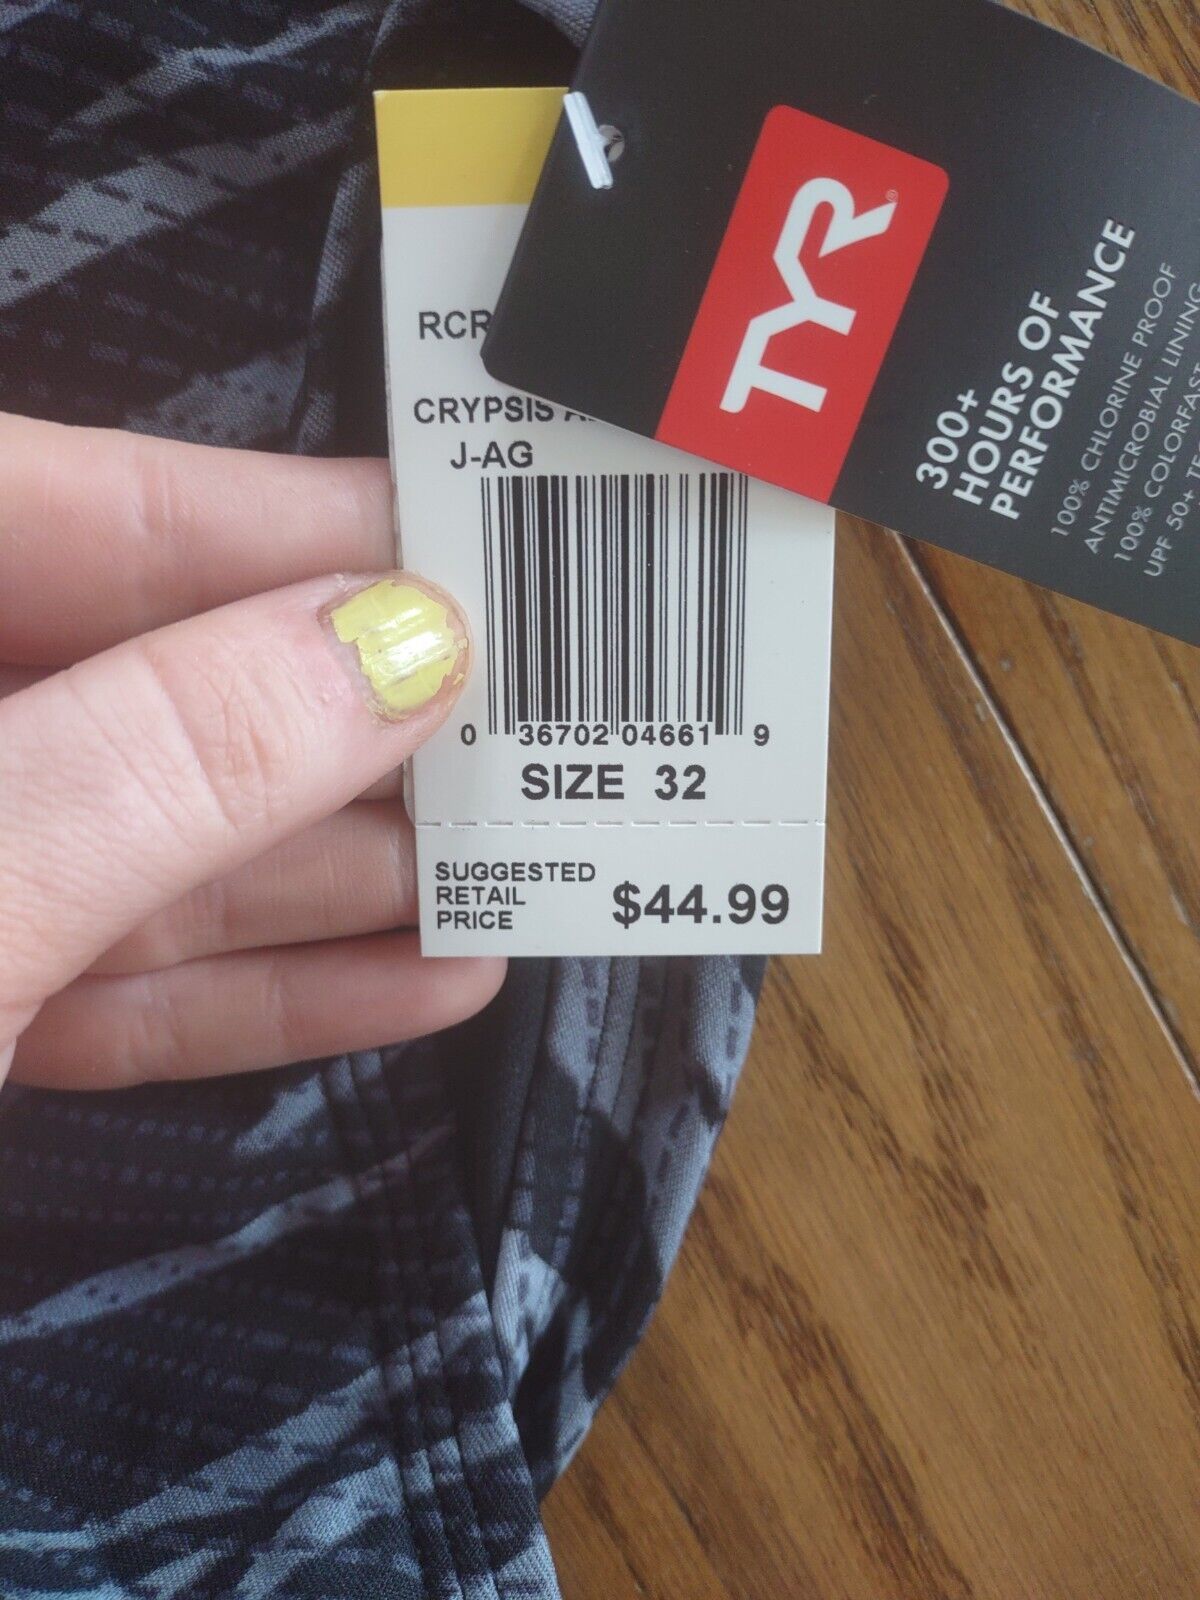 RCR
CRYPSIS
J-AG
0 36702 04661 9
SIZE 32
SUGGESTED
RETAIL
PRICE
$44.99
TYR®
300+
HOURS OF
PERFORMANCE
100% CHLORINE PROOF
ANTIMICROBIAL LINING
100% COLORFAST
UPF 50+